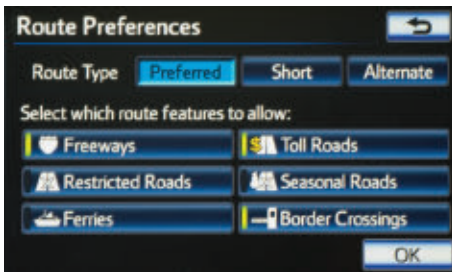 Route Preferences
Route Type Preferred Short Alternate
Select which route features to allow:
Freeways $ Toll Roads
Restricted Roads Seasonal Roads
Ferries Border Crossings
OK